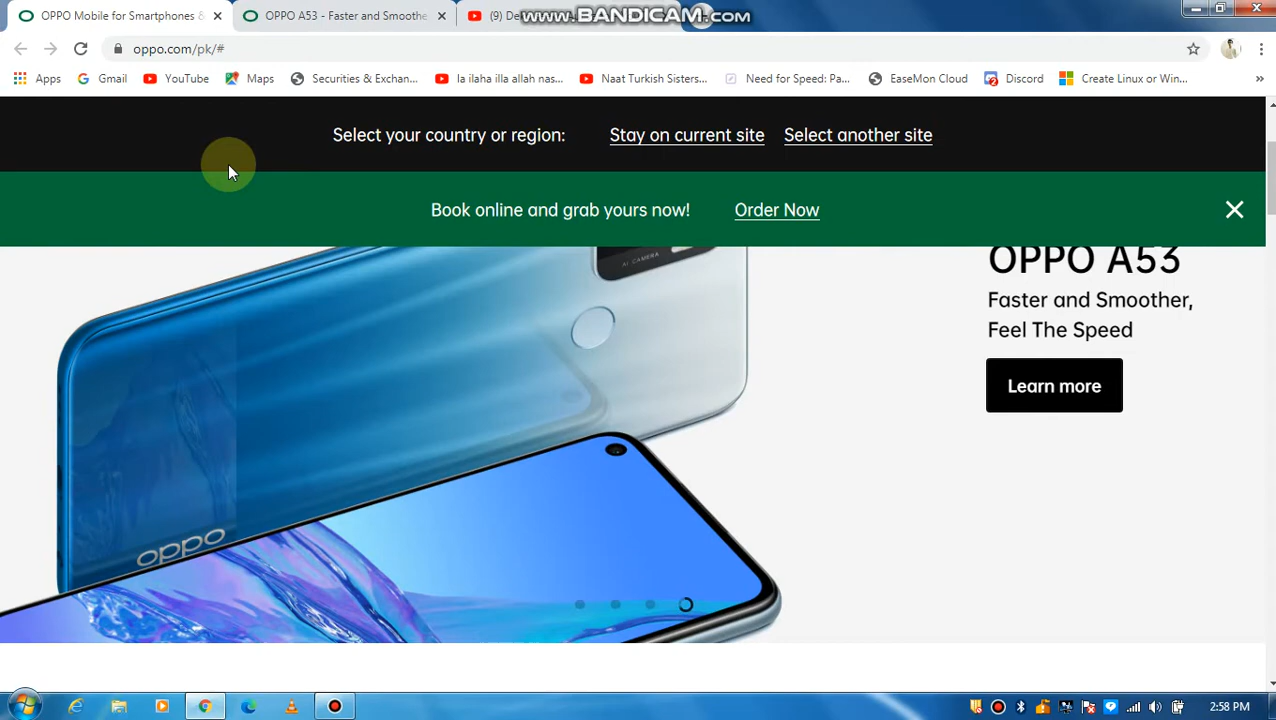 OPPO Mobile for Smartphones &
OPPO A53 - Faster and Smoothe
(9) De
www.BANDICAM.com
oppo.com/pk/#
Apps
Gmail
YouTube
Maps
Securities & Exchan...
la ilaha illa allah nas...
Naat Turkish Sisters...
Need for Speed: Pa...
EaseMon Cloud
Discord
Create Linux or Win...
»
Select your country or region: Stay on current site Select another site
Book online and grab yours now! Order Now
AI CAMERA
OPPO A53
Faster and Smoother,
Feel The Speed
Learn more
oppo
2:58 PM